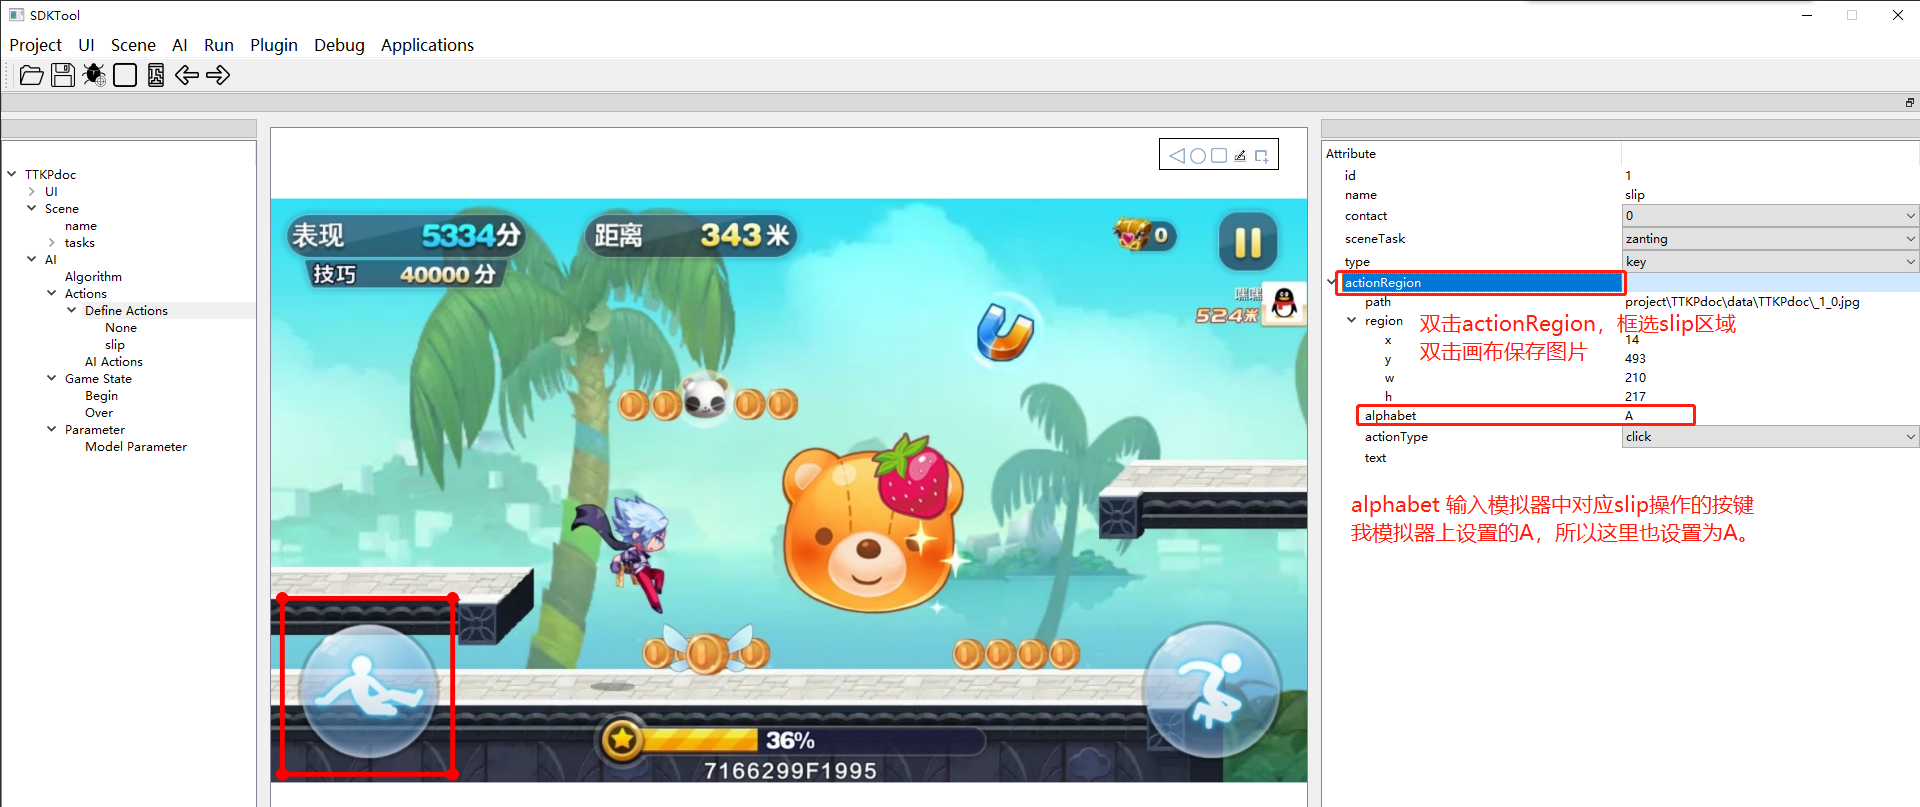 SDKTool
Project UI Scene AI Run Plugin Debug Applications
TTKPdoc
UI
Scene
name
tasks
AI
Algorithm
Actions
Define Actions
None
slip
AI Actions
Game State
Begin
Over
Parameter
Model Parameter
表现 5334分
距离 343米
0
技巧 40000分
嘿嘿
524米
36%
7166299F1995
Attribute
id 1
name slip
contact 0
sceneTask zanting
type key
actionRegion
path project\TTKPdoc\data\TTKPdoc\_1_0.jpg
region
双击actionRegion，框选slip区域
x 14
双击画布保存图片
y 493
w 210
h 217
alphabet A
actionType click
text
alphabet 输入模拟器中对应slip操作的按键
我模拟器上设置的A，所以这里也设置为A。